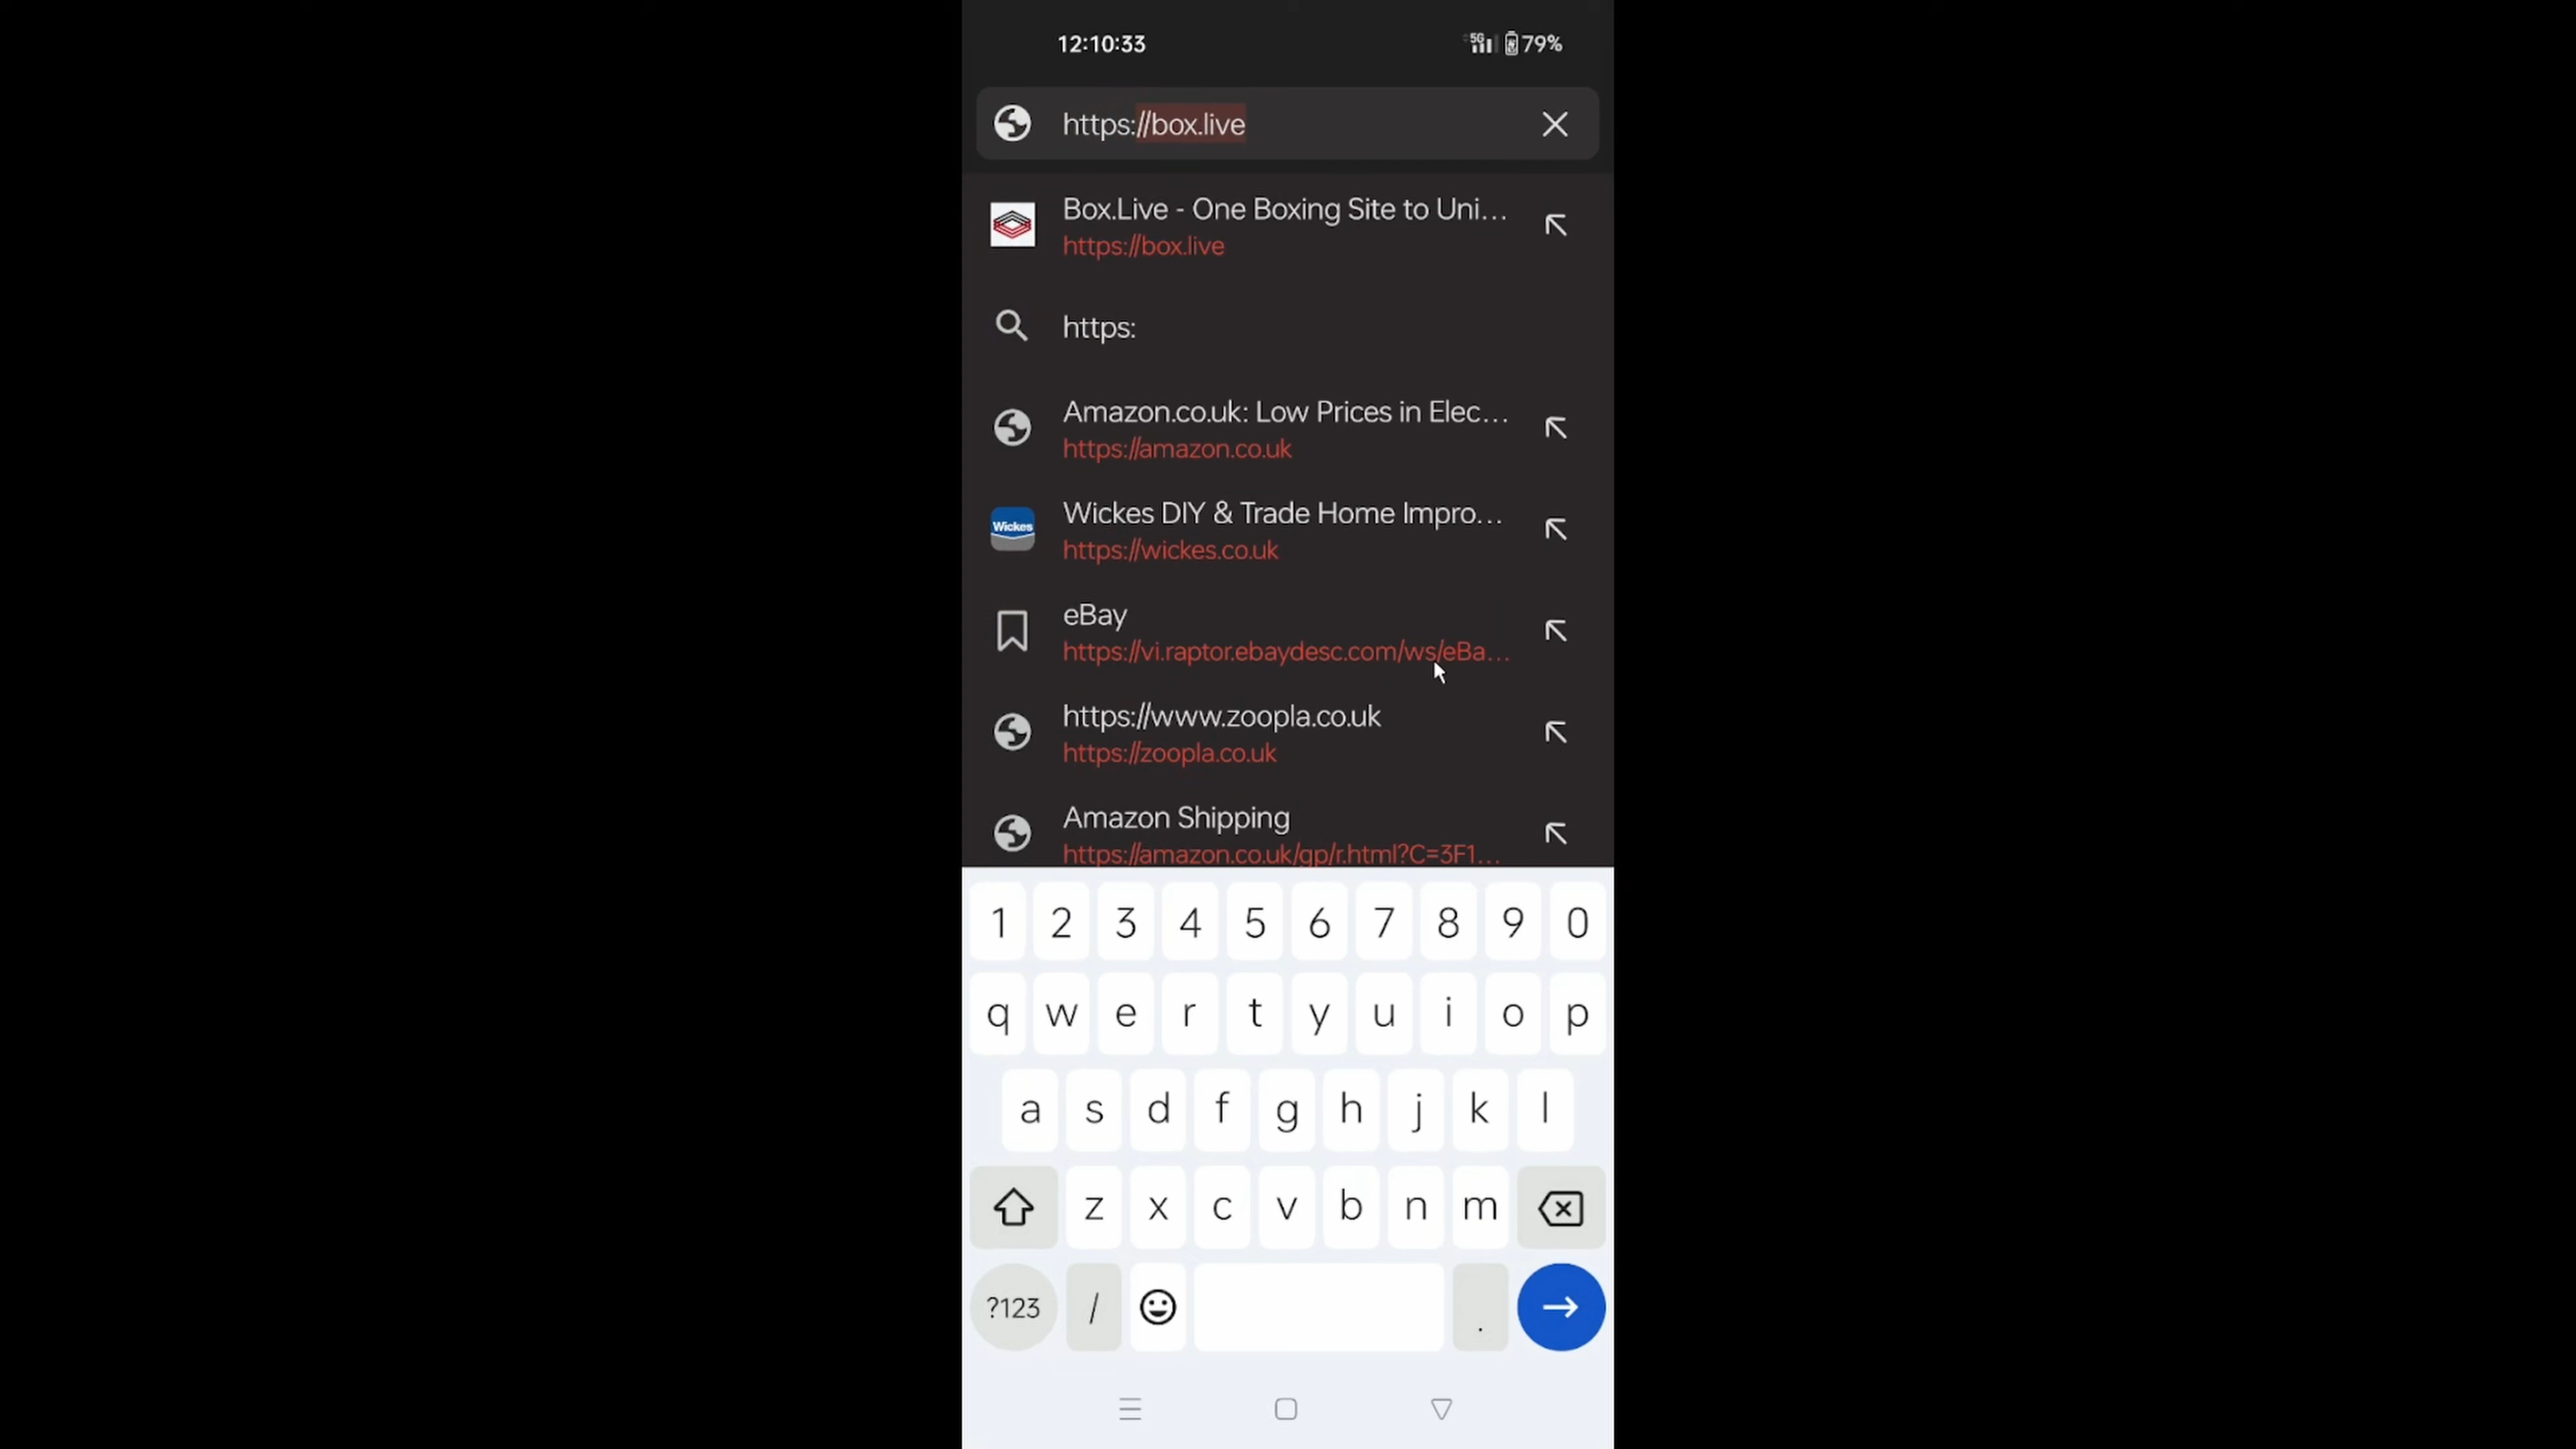 12:10:33 5G 79%
https://box.live
Box.Live - One Boxing Site to Uni...
https://box.live
https:
Amazon.co.uk: Low Prices in Elec...
https://amazon.co.uk
Wickes
Wickes DIY & Trade Home Impro...
https://wickes.co.uk
eBay
https://vi.raptor.ebaydesc.com/ws/eBa...
https://www.zoopla.co.uk
https://zoopla.co.uk
Amazon Shipping
https://amazon.co.uk/gp/r.html?C=3F1...
1 2 3 4 5 6 7 8 9 0
q w e r t y u i o p
a s d f g h j k l
z x c v b n m
?123 / .